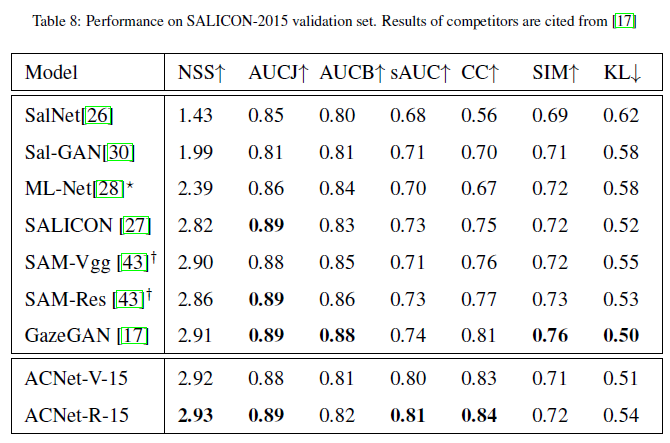 Table 8: Performance on SALICON-2015 validation set. Results of competitors are cited from [17]
Model NSS↑ AUCJ↑ AUCB↑ sAUC↑ CC↑ SIM↑ KL↓
SalNet[26] 1.43 0.85 0.80 0.68 0.56 0.69 0.62
Sal-GAN[30] 1.99 0.81 0.81 0.71 0.70 0.71 0.58
ML-Net[28]⋆ 2.39 0.86 0.84 0.70 0.67 0.72 0.58
SALICON [27] 2.82 0.89 0.83 0.73 0.75 0.72 0.52
SAM-Vgg [43]† 2.90 0.88 0.85 0.71 0.76 0.72 0.55
SAM-Res [43]† 2.86 0.89 0.86 0.73 0.77 0.73 0.53
GazeGAN [17] 2.91 0.89 0.88 0.74 0.81 0.76 0.50
ACNet-V-15 2.92 0.88 0.81 0.80 0.83 0.71 0.51
ACNet-R-15 2.93 0.89 0.82 0.81 0.84 0.72 0.54